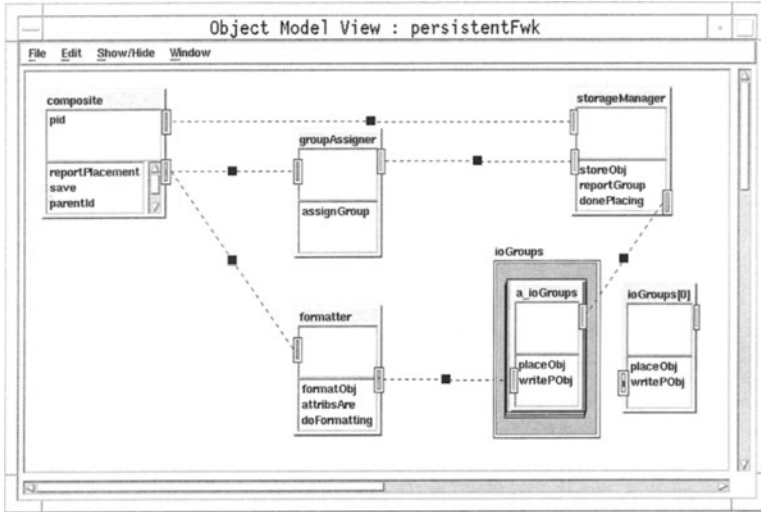 Object Model View : persistentFwk
File Edit Show/Hide Window
composite
pid
reportPlacement
save
parentId
groupAssigner
assignGroup
storageManager
storeObj
reportGroup
donePlacing
formatter
formatObj
attribsAre
doFormatting
ioGroups
a_ioGroups
placeObj
writePObj
ioGroups[0]
placeObj
writePObj